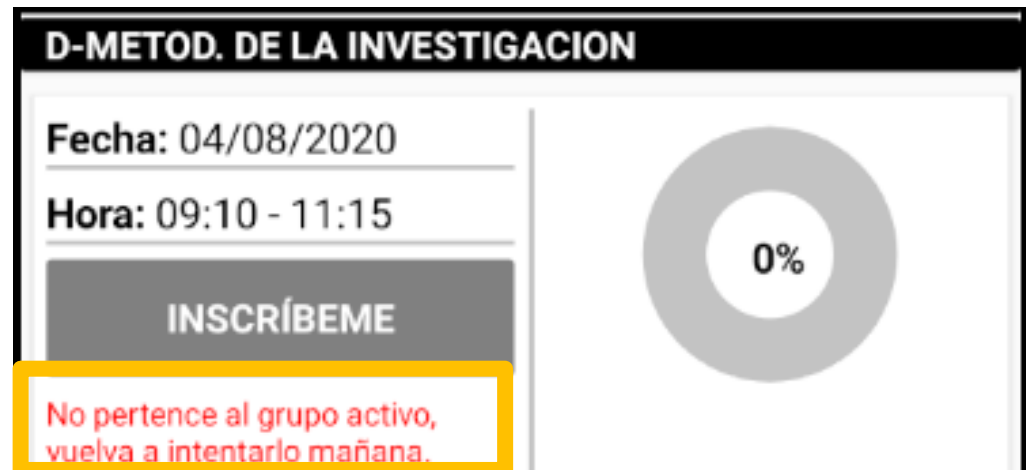 D-METOD. DE LA INVESTIGACION
Fecha: 04/08/2020
Hora: 09:10 - 11:15
0%
INSCRÍBEME
No pertence al grupo activo,
vuelva a intentarlo mañana.